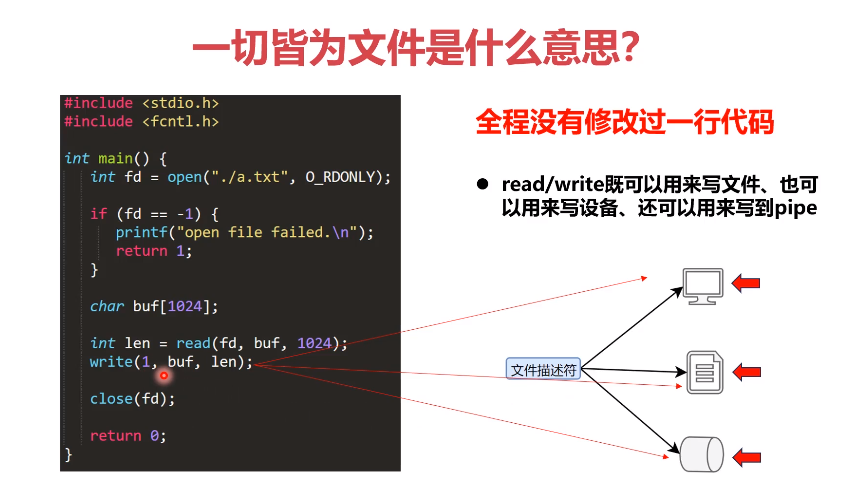 一切皆为文件是什么意思?
#include <stdio.h>
#include <fcntl.h>
int main() {
int fd = open("./a.txt", O_RDONLY);
if (fd == -1) {
printf("open file failed.\n");
return 1;
}
char buf[1024];
int len = read(fd, buf, 1024);
write(1, buf, len);
close(fd);
return 0;
}
全程没有修改过一行代码
● read/write既可以用来写文件、也可
以用来写设备、还可以用来写到pipe
文件描述符